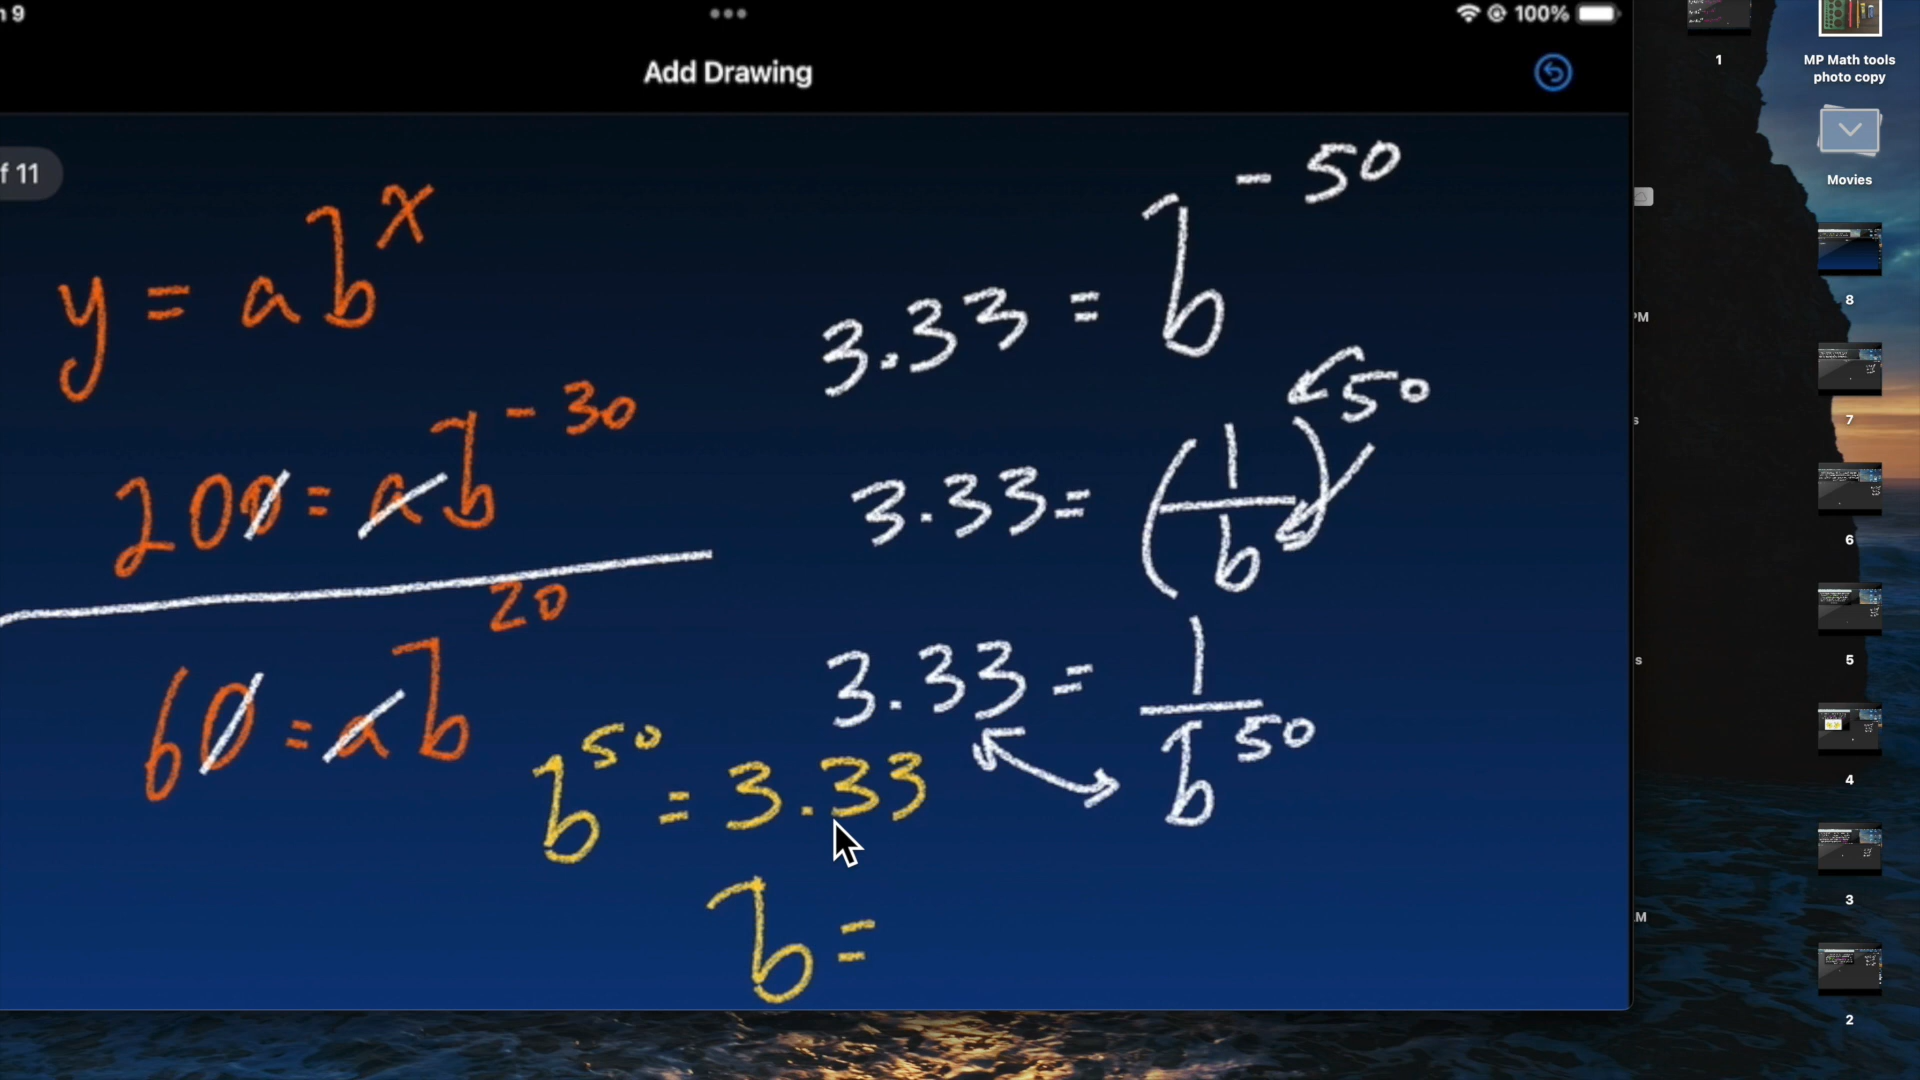 n 9
100%
Add Drawing
f 11
y = ab^x
200 = ab^-30
60 = ab^20
3.33 = b^-50
3.33 = (1/b)^50
3.33 = 1/b^50
b^50 = 3.33
b =
1
MP Math tools
photo copy
Movies
PM
8
s
7
6
s
5
4
M
3
2